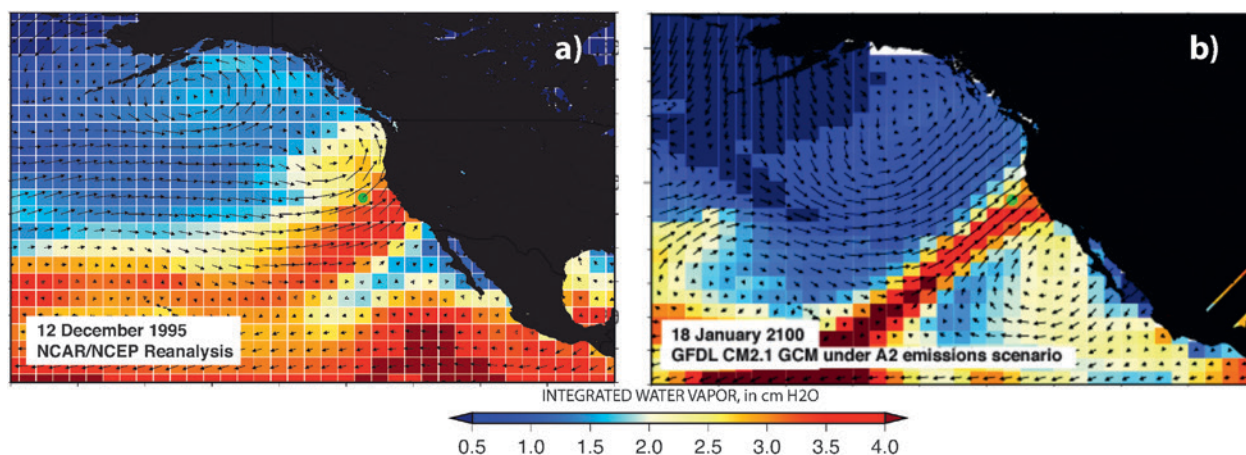 a)
12 December 1995
NCAR/NCEP Reanalysis
b)
18 January 2100
GFDL CM2.1 GCM under A2 emissions scenario
INTEGRATED WATER VAPOR, in cm H2O
0.5 1.0 1.5 2.0 2.5 3.0 3.5 4.0